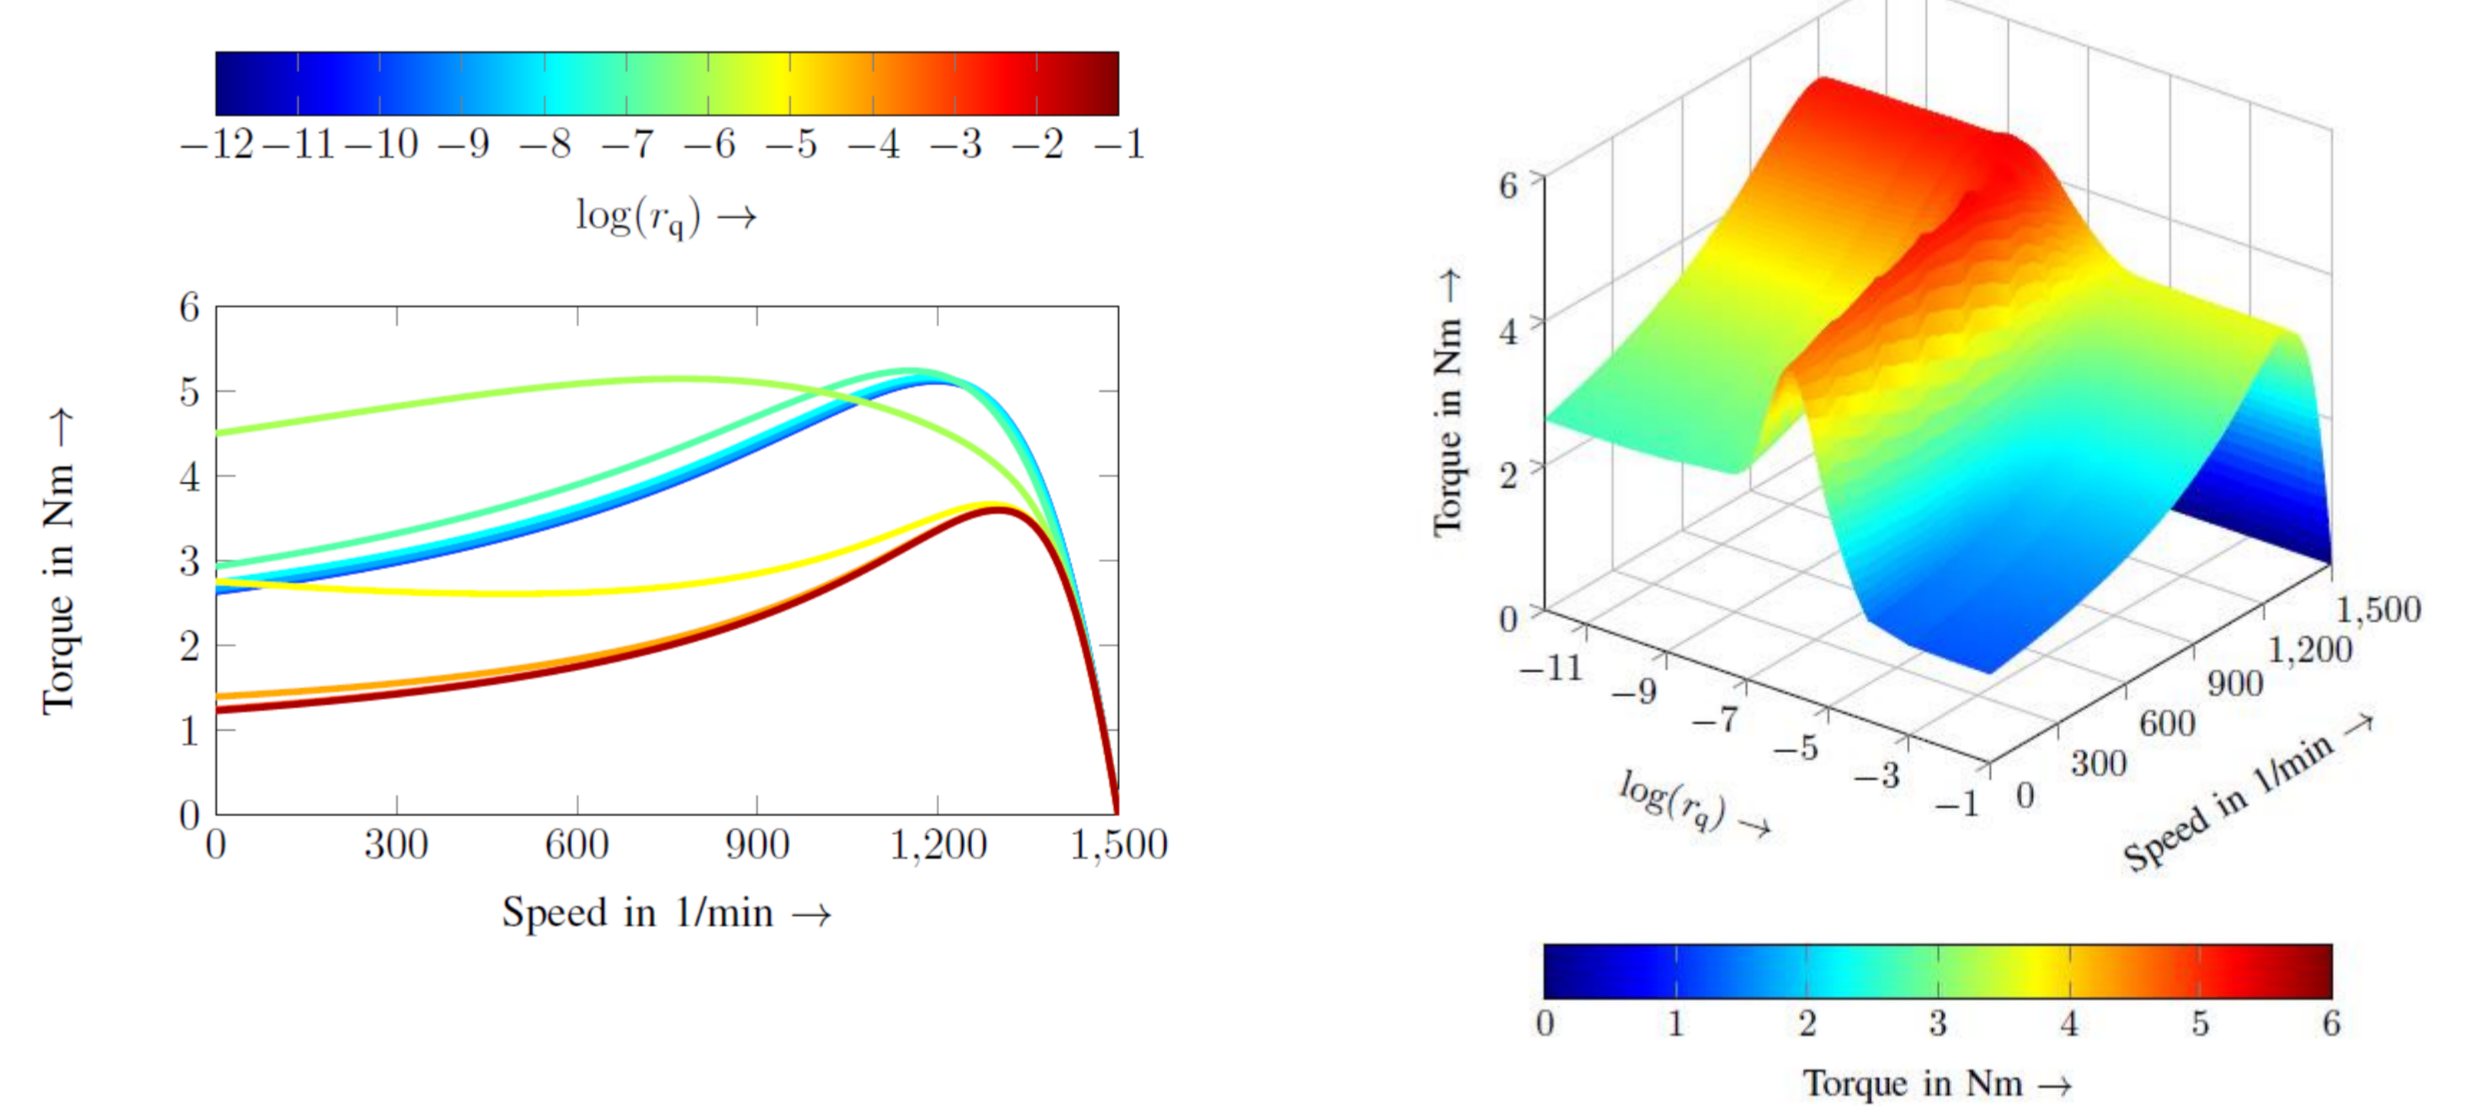 −12 −11 −10 −9 −8 −7 −6 −5 −4 −3 −2 −1
log(r_q) →
6
5
4
3
2
1
0
Torque in Nm →
0 300 600 900 1,200 1,500
Speed in 1/min →
6
4
2
0
Torque in Nm →
−11
−9
−7
−5
−3
−1
log(r_q) →
0
300
600
900
1,200
1,500
Speed in 1/min →
0 1 2 3 4 5 6
Torque in Nm →